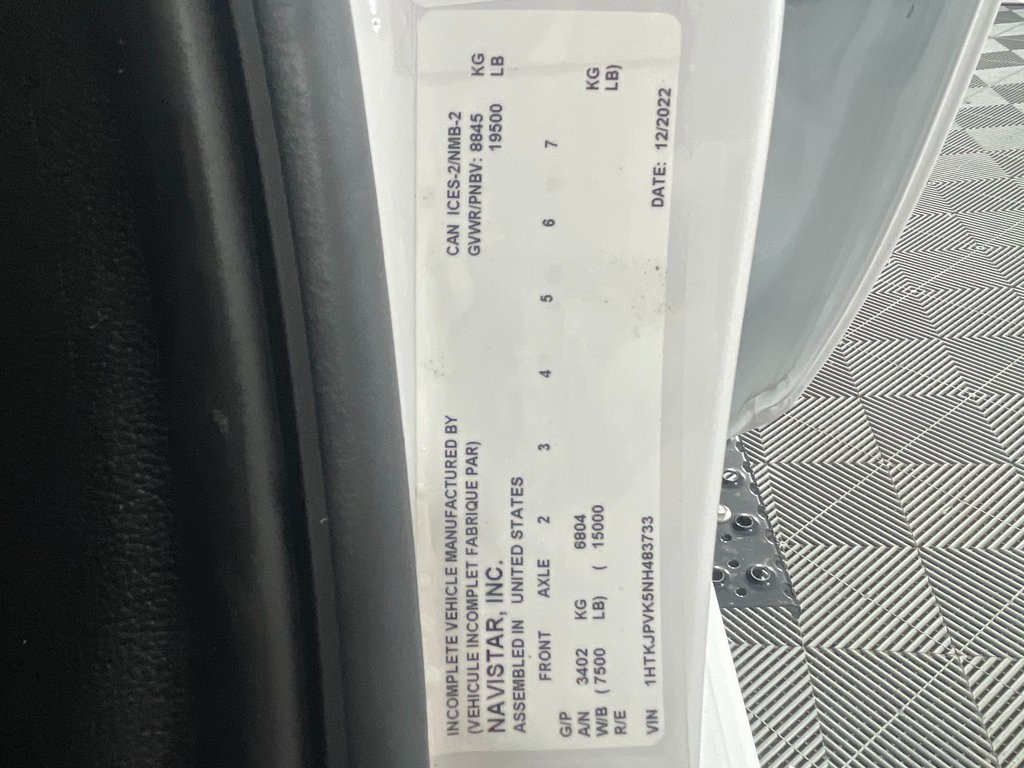 INCOMPLETE VEHICLE MANUFACTURED BY CAN ICES-2/NMB-2 KG
(VEHICULE INCOMPLET FABRIQUE PAR) GVWR/PNBV: 8845 LB
NAVISTAR, INC. 19500
ASSEMBLED IN UNITED STATES
FRONT AXLE 2 3 4 5 6 7
G/P
A/N 3402 KG 6804 KG
W/B (7500 LB) ( 15000 LB)
R/E
VIN 1HTKJPVK5NH483733 DATE: 12/2022